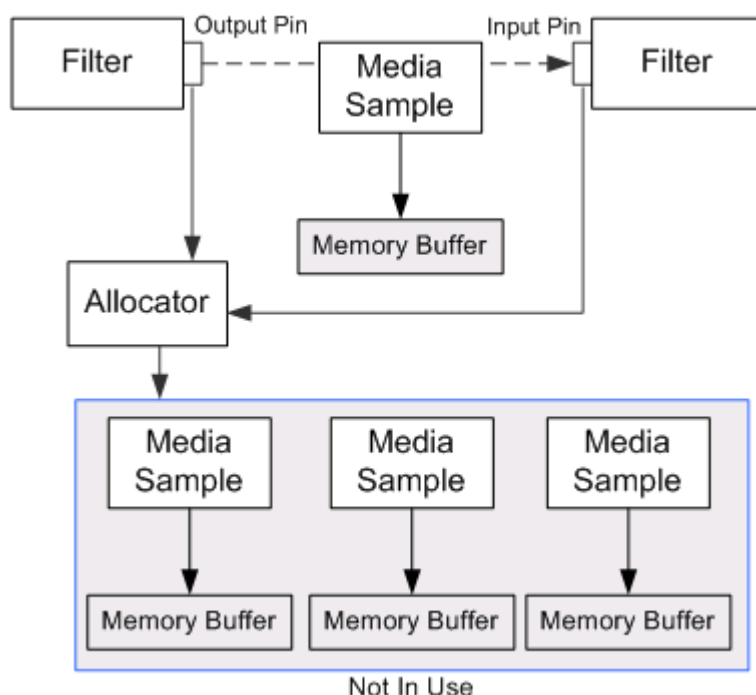 Output Pin
Input Pin
Filter
Media
Sample
Filter
Memory Buffer
Allocator
Media
Sample
Media
Sample
Media
Sample
Memory Buffer
Memory Buffer
Memory Buffer
Not In Use